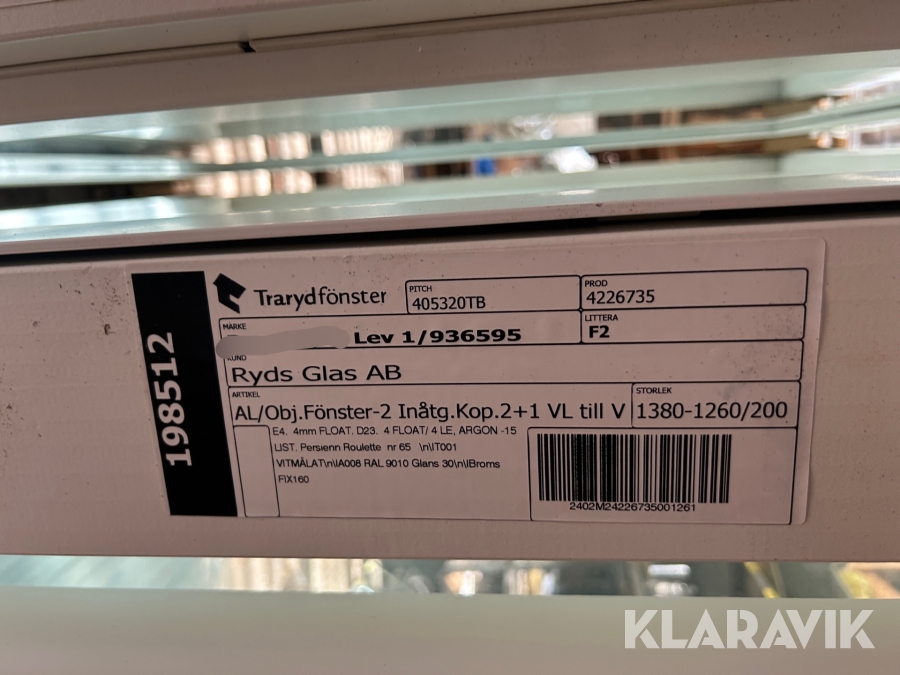 198512
Tarydfönster
PITCH
405320TB
PROD
4226735
MARKE
Lev 1/936595
LITTERA
F2
KUND
Ryds Glas AB
ARTIKEL
AL/Obj.Fönster-2 Inåtg.Kop.2+1 VL till V
STORLEK
1380-1260/200
E4. 4mm FLOAT. D23. 4 FLOAT/ 4 LE, ARGON -15
LIST. Persienn Roulette nr 65 \n\IT001
VITMÅLAT\n\IA008 RAL 9010 Glans 30\n\IBroms
FIX160
2402M24226735001261
KLARAVIK